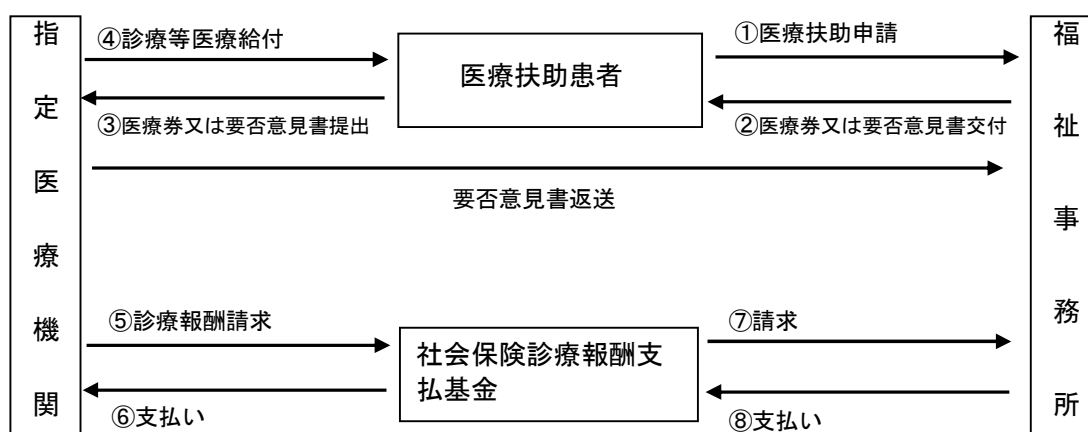 指定医療機関
④診療等医療給付
①医療扶助申請
福祉事務所
医療扶助患者
③医療券又は要否意見書提出
②医療券又は要否意見書交付
要否意見書返送
⑤診療報酬請求
⑦請求
社会保険診療報酬支
払基金
⑥支払い
⑧支払い